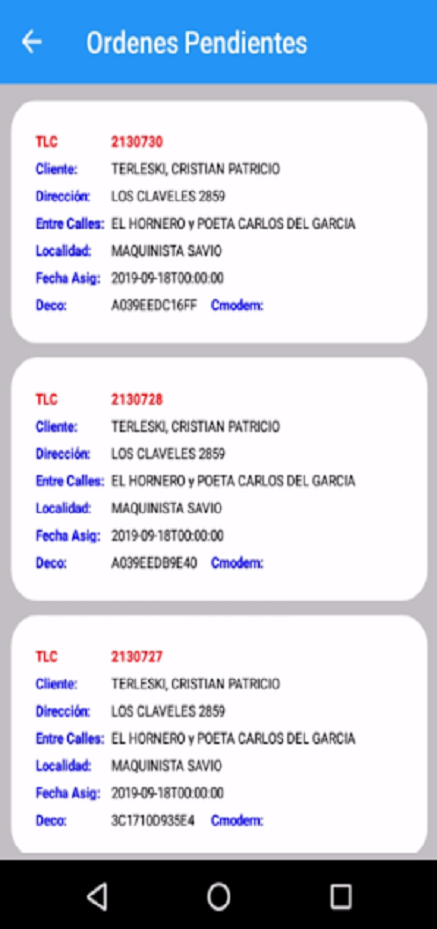 Ordenes Pendientes
TLC 2130730
Cliente: TERLESKI, CRISTIAN PATRICIO
Dirección: LOS CLAVELES 2859
Entre Calles: EL HORNERO y POETA CARLOS DEL GARCIA
Localidad: MAQUINISTA SAVIO
Fecha Asig: 2019-09-18T00:00:00
Deco: A039EEDC16FF Cmodem:
TLC 2130728
Cliente: TERLESKI, CRISTIAN PATRICIO
Dirección: LOS CLAVELES 2859
Entre Calles: EL HORNERO y POETA CARLOS DEL GARCIA
Localidad: MAQUINISTA SAVIO
Fecha Asig: 2019-09-18T00:00:00
Deco: A039EEDB9E40 Cmodem:
TLC 2130727
Cliente: TERLESKI, CRISTIAN PATRICIO
Dirección: LOS CLAVELES 2859
Entre Calles: EL HORNERO y POETA CARLOS DEL GARCIA
Localidad: MAQUINISTA SAVIO
Fecha Asig: 2019-09-18T00:00:00
Deco: 3C1710D935E4 Cmodem: